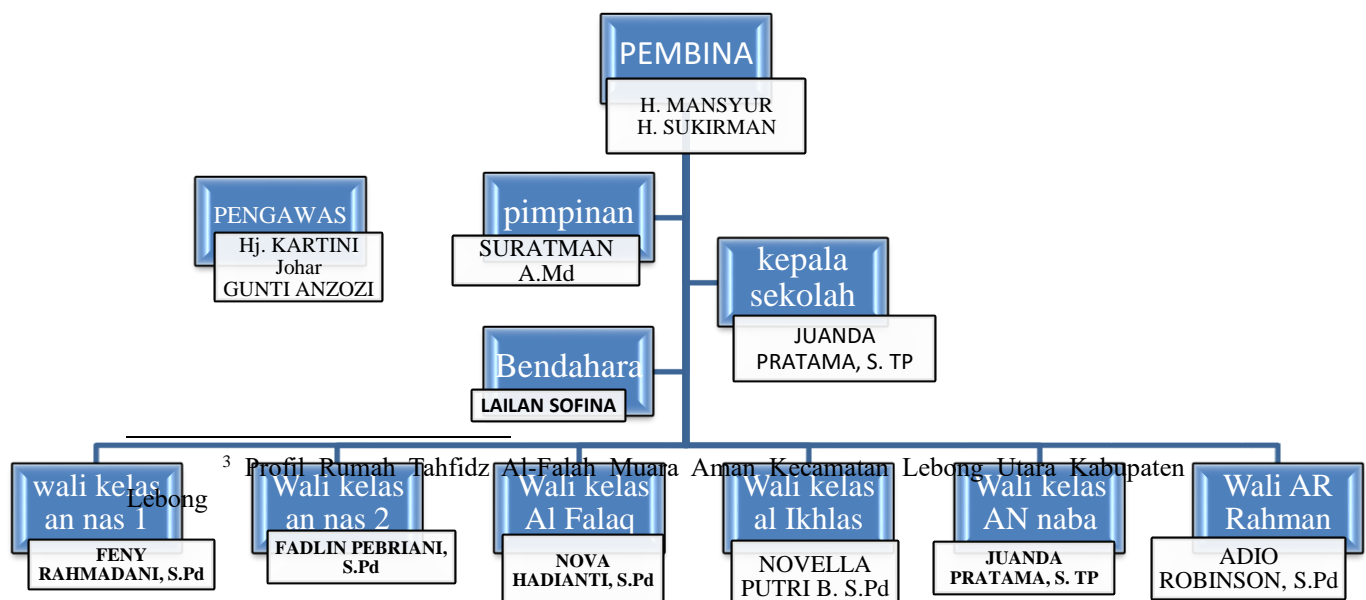 PEMBINA
H. MANSYUR
H. SUKIRMAN
PENGAWAS
Hj. KARTINI
Johar
GUNTI ANZOZI
pimpinan
SURATMAN
A.Md
kepala
sekolah
JUANDA
PRATAMA, S. TP
Bendahara
LAILAN SOFINA
3 Profil Rumah Tahfidz Al-Falah Muara Aman Kecamatan Lebong Utara Kabupaten
Lebong
wali kelas
an nas 1
FENY
RAHMADANI, S.Pd
Wali kelas
an nas 2
FADLIN PEBRIANI,
S.Pd
Wali kelas
Al Falaq
NOVA
HADIANTI, S.Pd
Wali kelas
al Ikhlas
NOVELLA
PUTRI B. S.Pd
Wali kelas
AN naba
JUANDA
PRATAMA, S. TP
Wali AR
Rahman
ADIO
ROBINSON, S.Pd